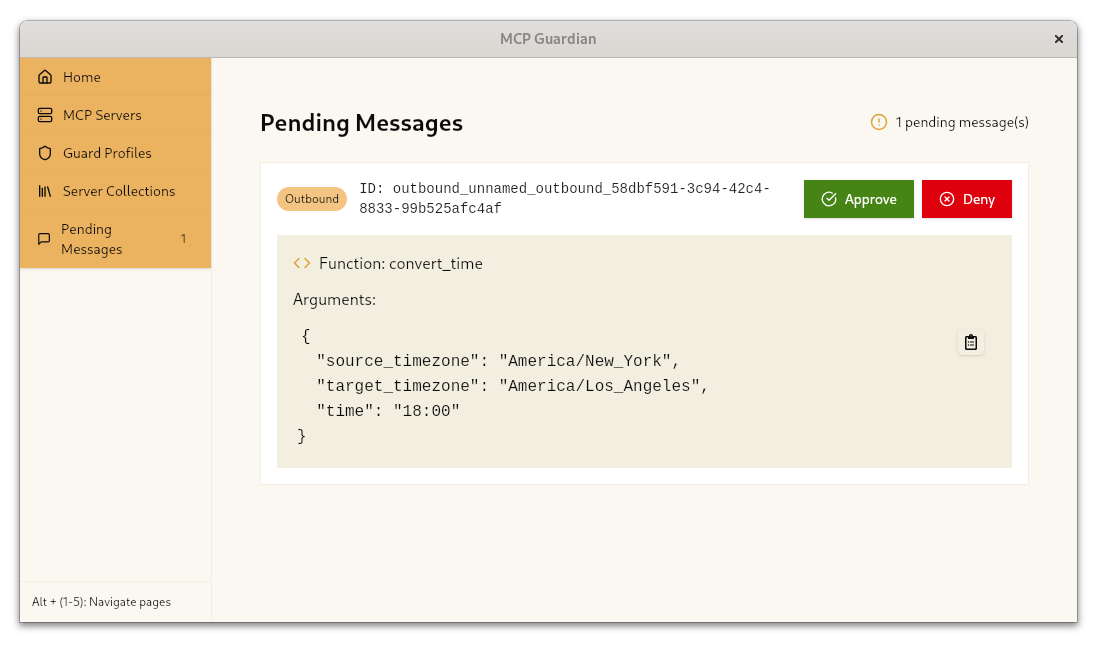 MCP Guardian
Home
MCP Servers
Guard Profiles
Server Collections
Pending
Messages
1
Alt + (1-5): Navigate pages
Pending Messages
1 pending message(s)
Outbound
ID: outbound_unnamed_outbound_58dbf591-3c94-42c4-
8833-99b525afc4af
Approve
Deny
Function: convert_time
Arguments:
{
  "source_timezone": "America/New_York",
  "target_timezone": "America/Los_Angeles",
  "time": "18:00"
}